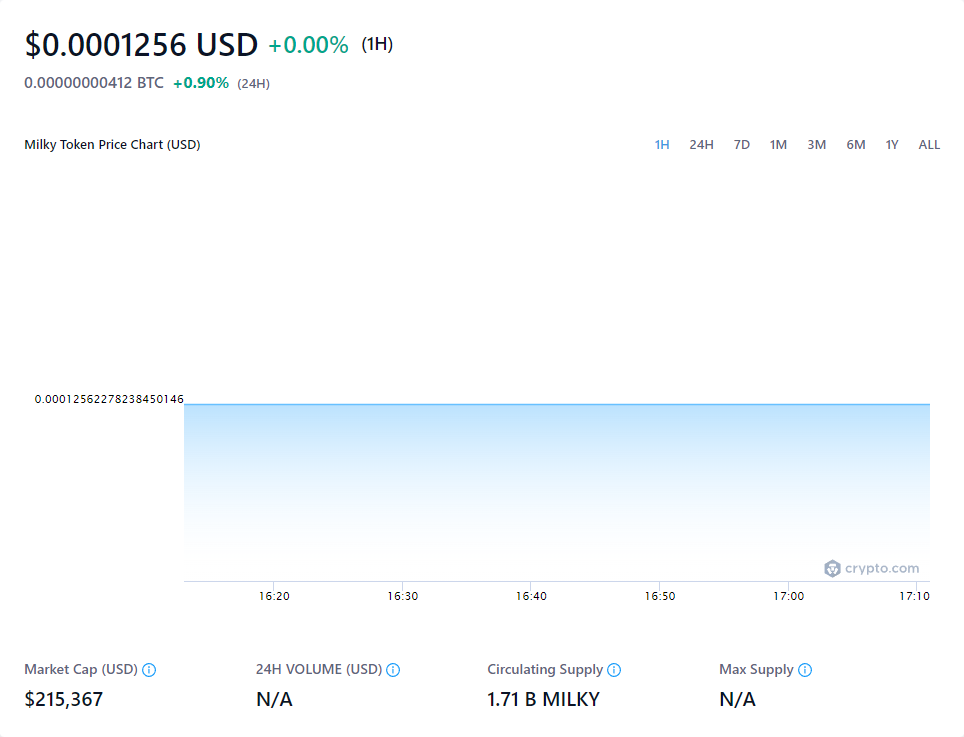 $0.0001256 USD +0.00% (1H)
0.00000000412 BTC +0.90% (24H)
Milky Token Price Chart (USD) 1H 24H 7D 1M 3M 6M 1Y ALL
0.00012562278238450146
crypto.com
16:20 16:30 16:40 16:50 17:00 17:10
Market Cap (USD) 24H VOLUME (USD) Circulating Supply Max Supply
$215,367 N/A 1.71 B MILKY N/A